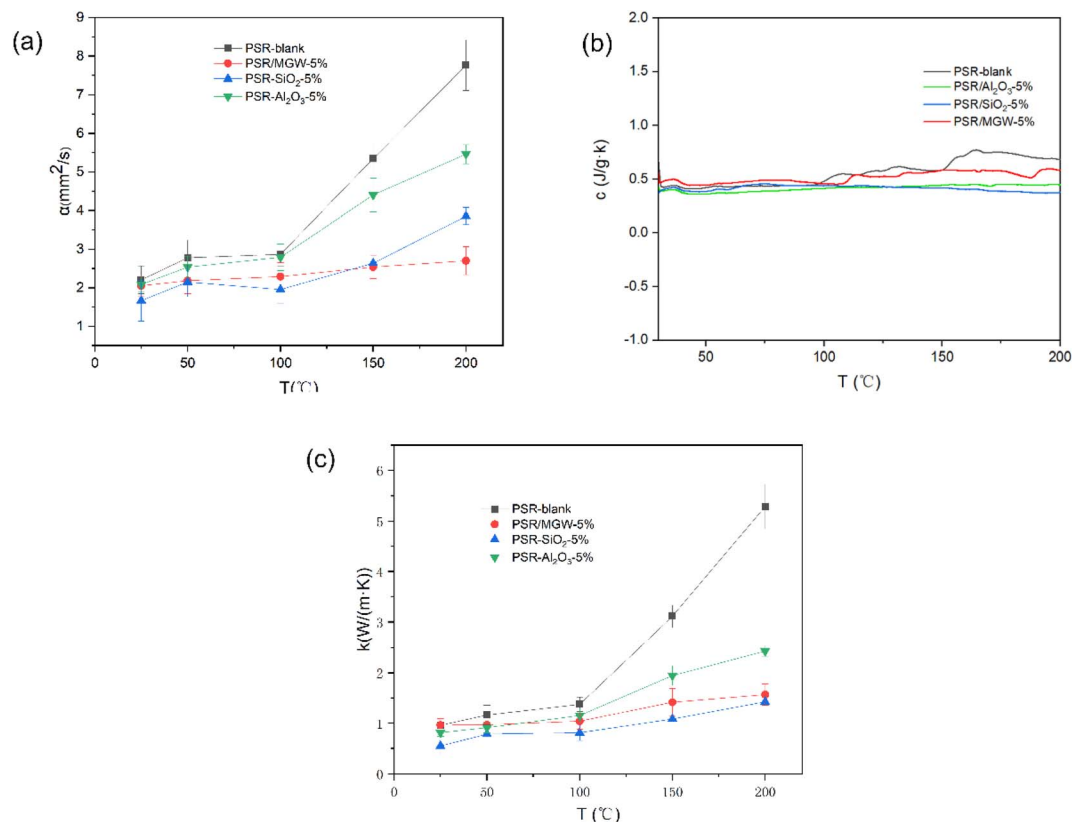 (a)
9
8
7
6
5
4
3
2
1
α(mm²/s)
PSR-blank
PSR/MGW-5%
PSR-SiO₂-5%
PSR-Al₂O₃-5%
0 50 100 150 200
T(℃)
(b)
2.0
1.5
1.0
0.5
0.0
-0.5
-1.0
c (J/g·k)
PSR-blank
PSR/Al₂O₃-5%
PSR/SiO₂-5%
PSR/MGW-5%
50 100 150 200
T (℃)
(c)
6
5
4
3
2
1
0
k(W/(m·K))
PSR-blank
PSR/MGW-5%
PSR-SiO₂-5%
PSR-Al₂O₃-5%
0 50 100 150 200
T (℃)